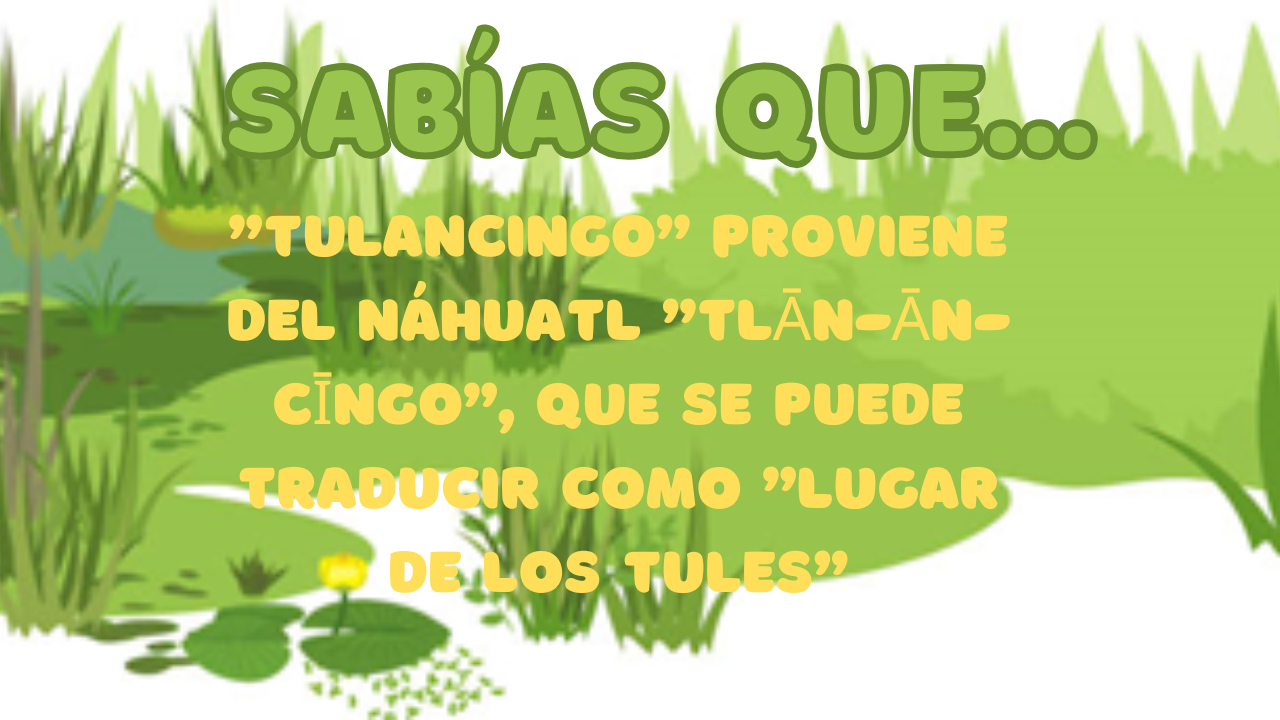 SABÍAS QUE...
”TULANCINGO” PROVIENE
DEL NÁHUATL ”TLĀN-ĀN-
CĪNGO”, QUE SE PUEDE
TRADUCIR COMO ”LUGAR
DE LOS TULES”